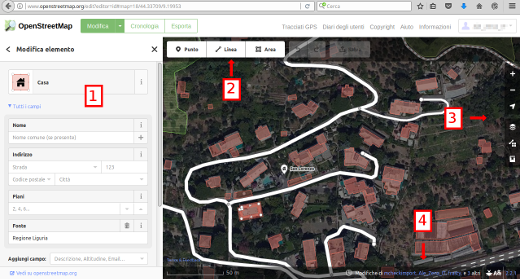 www.openstreetmap.org/edit?editor=id#map=18/44.33709/9.15953
Cerca
OpenStreetMap
Modifica
Cronologia
Esporta
Tracciati GPS
Diari degli utenti
Copyright
Aiuto
Informazioni
Modifica elemento
Punto
Linea
Area
Casa
1
2
3
4
Tutti i campi
Nome
Nome comune (se presente)
Indirizzo
Strada
123
Codice postale
Città
Piani
2, 4, 6...
Fonte
Regione Liguria
Aggiungi campo:
Descrizione, Altitudine, Email...
Vedi su openstreetmap.org
50 m
Modifiche di